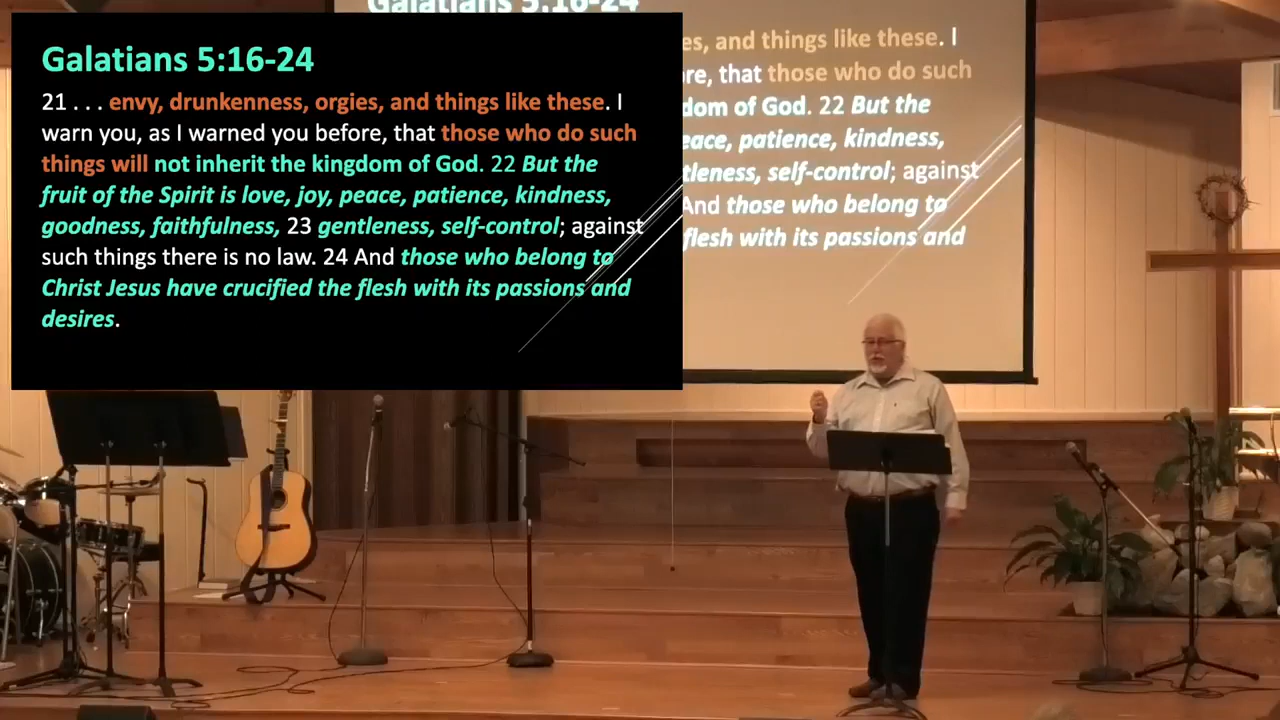 Galatians 5:16-24
21 . . . envy, drunkenness, orgies, and things like these. I
warn you, as I warned you before, that those who do such
things will not inherit the kingdom of God. 22 But the
fruit of the Spirit is love, joy, peace, patience, kindness,
goodness, faithfulness, 23 gentleness, self-control; against
such things there is no law. 24 And those who belong to
Christ Jesus have crucified the flesh with its passions and
desires.
Galatians 5:16-24
es, and things like these. I
re, that those who do such
dom of God. 22 But the
eace, patience, kindness,
tleness, self-control; against
And those who belong to
flesh with its passions and